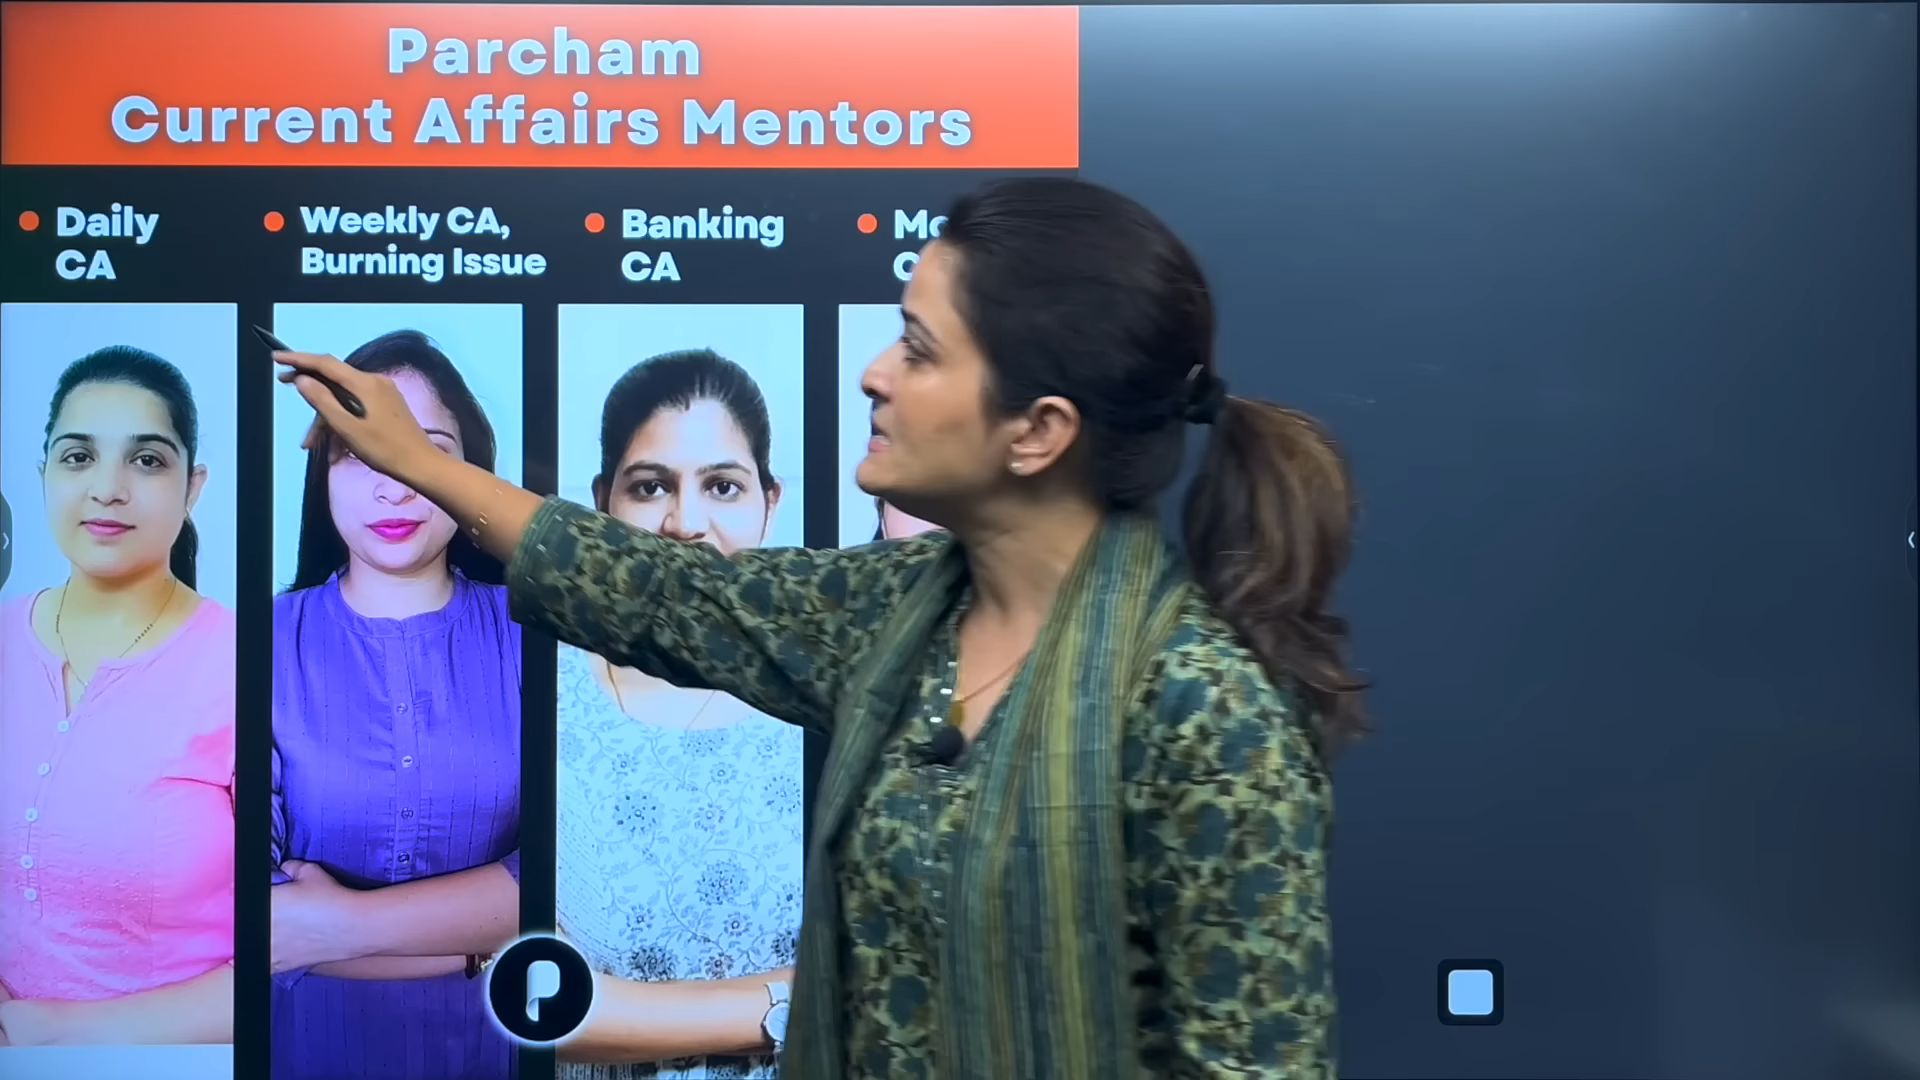 Parcham
Current Affairs Mentors
Daily
CA
Weekly CA,
Burning Issue
Banking
CA